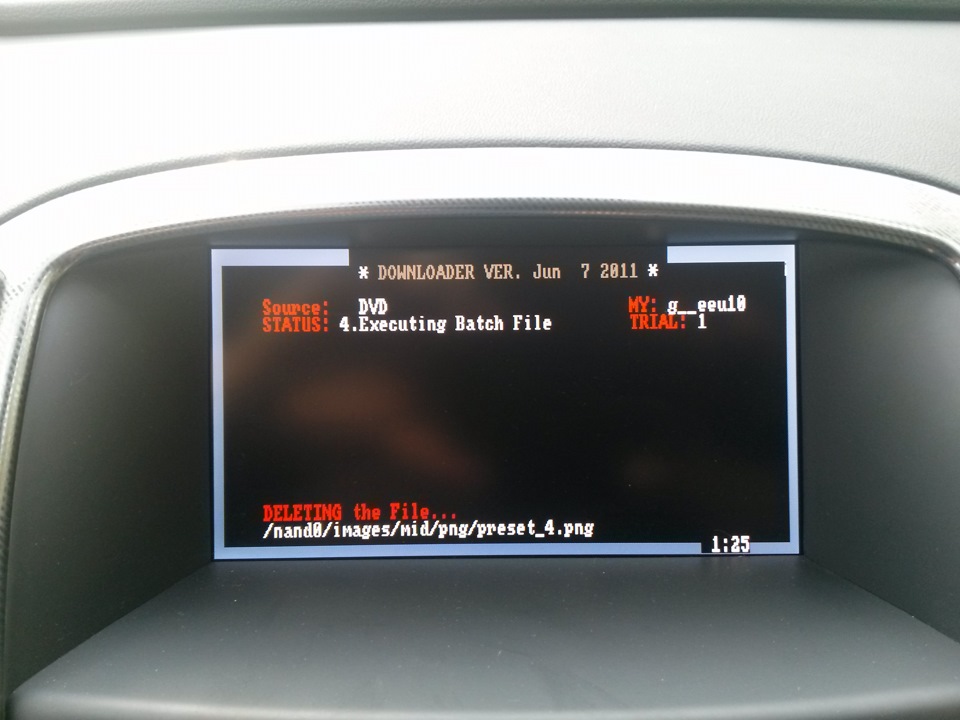 * DOWNLOADER VER. Jun 7 2011 *
Source: DVD MY: g__eeu10
STATUS: 4.Executing Batch File TRIAL: 1
DELETING the File...
/nand0/images/mid/png/preset_4.png
1:25